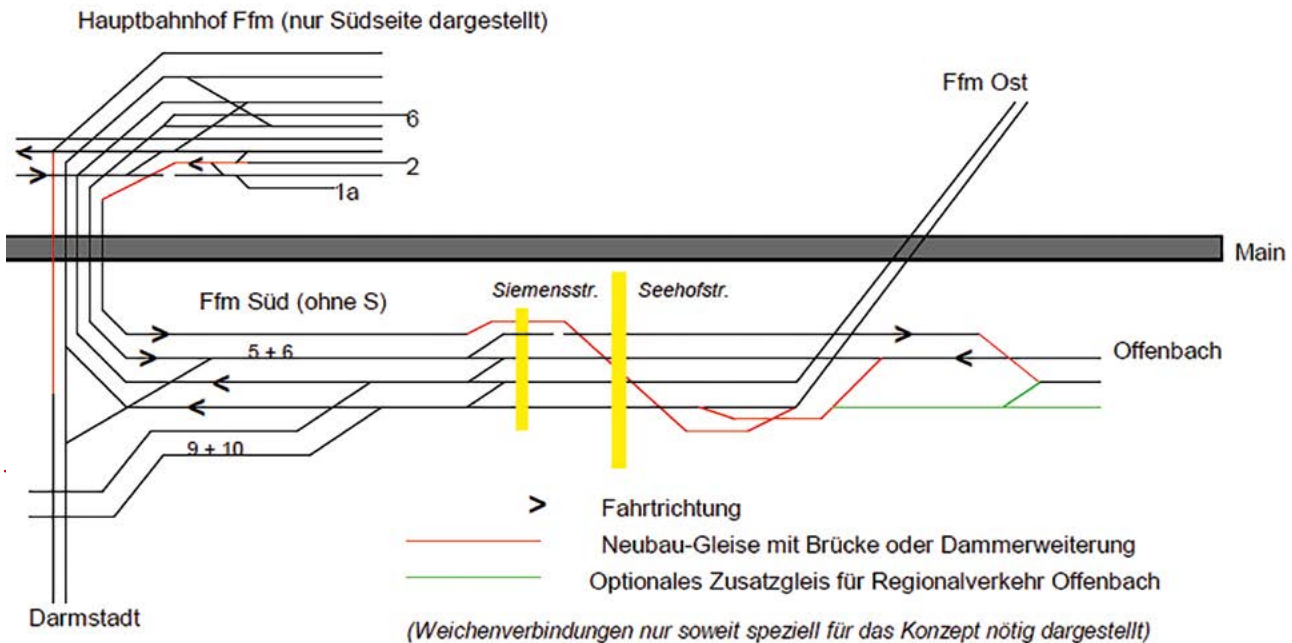 Hauptbahnhof Ffm (nur Südseite dargestellt)
Ffm Ost
6
2
1a
Main
Ffm Süd (ohne S)
Siemensstr.
Seehofstr.
5 + 6
Offenbach
9 + 10
> Fahrtrichtung
Neubau-Gleise mit Brücke oder Dammerweiterung
Optionales Zusatzgleis für Regionalverkehr Offenbach
Darmstadt
(Weichenverbindungen nur soweit speziell für das Konzept nötig dargestellt)